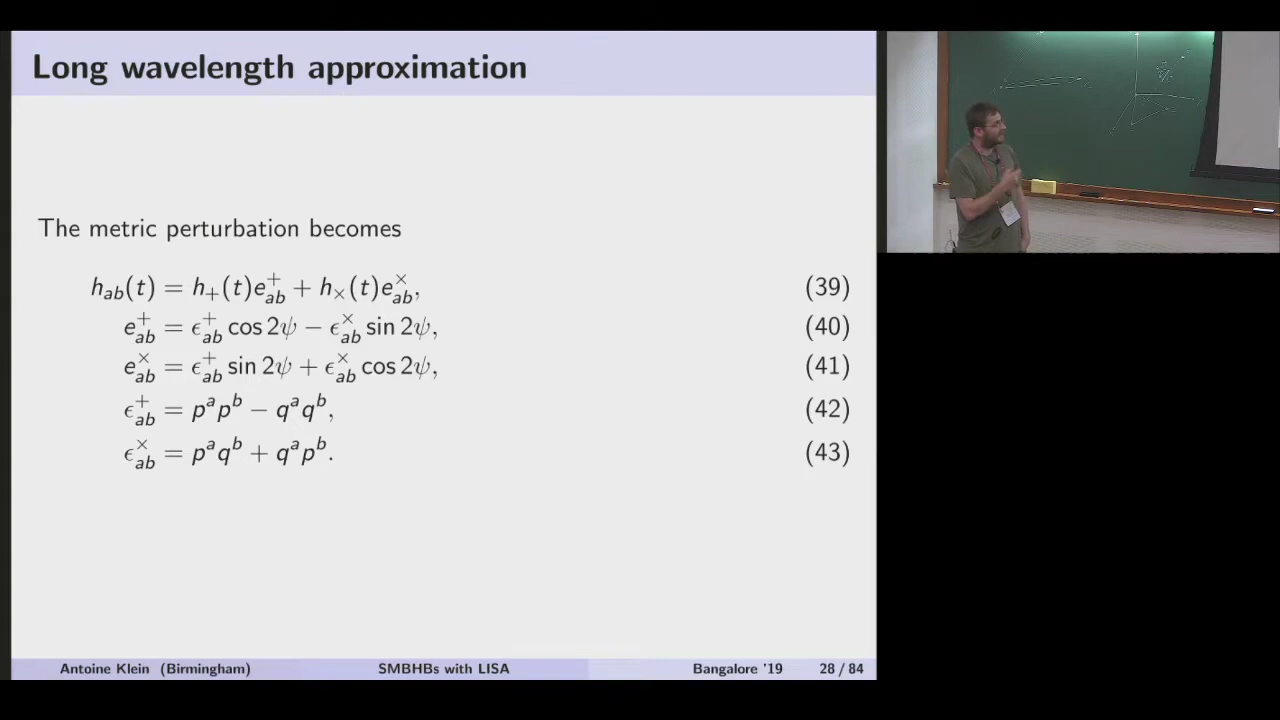 Long wavelength approximation
The metric perturbation becomes
h_{ab}(t) = h_+(t)e^+_{ab} + h_×(t)e^×_{ab}, (39)
e^+_{ab} = ϵ^+_{ab} cos 2ψ − ϵ^×_{ab} sin 2ψ, (40)
e^×_{ab} = ϵ^+_{ab} sin 2ψ + ϵ^×_{ab} cos 2ψ, (41)
ϵ^+_{ab} = p^a p^b − q^a q^b, (42)
ϵ^×_{ab} = p^a q^b + q^a p^b. (43)
Antoine Klein (Birmingham) SMBHBs with LISA Bangalore '19 28 / 84